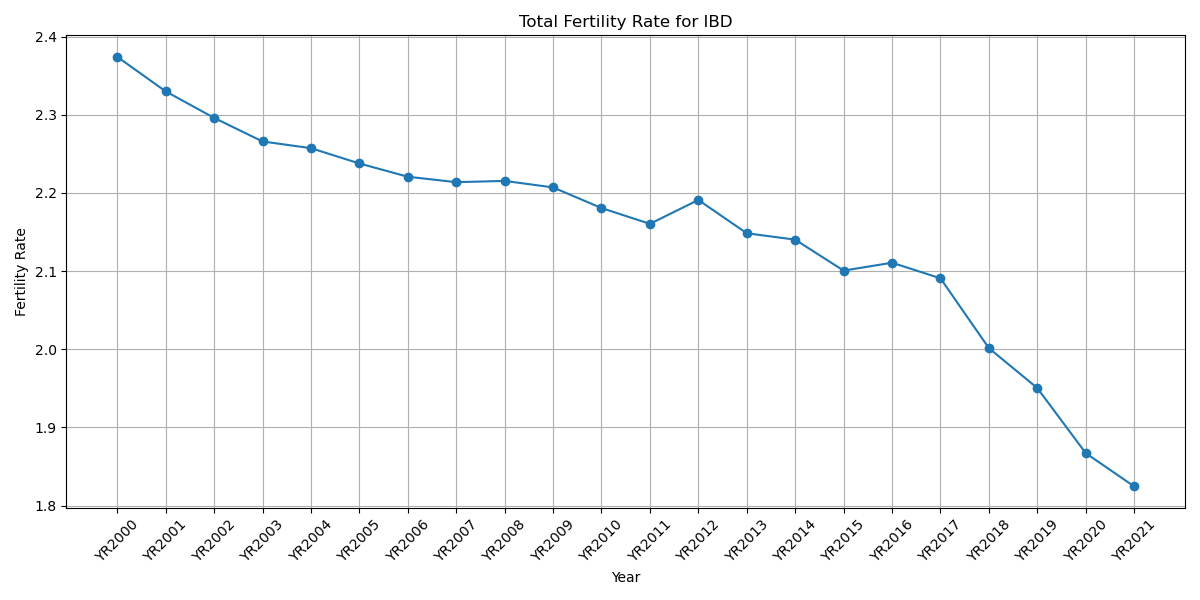 Total Fertility Rate for IBD
Fertility Rate
2.4
2.3
2.2
2.1
2.0
1.9
1.8
YR2000
YR2001
YR2002
YR2003
YR2004
YR2005
YR2006
YR2007
YR2008
YR2009
YR2010
YR2011
YR2012
YR2013
YR2014
YR2015
YR2016
YR2017
YR2018
YR2019
YR2020
YR2021
Year